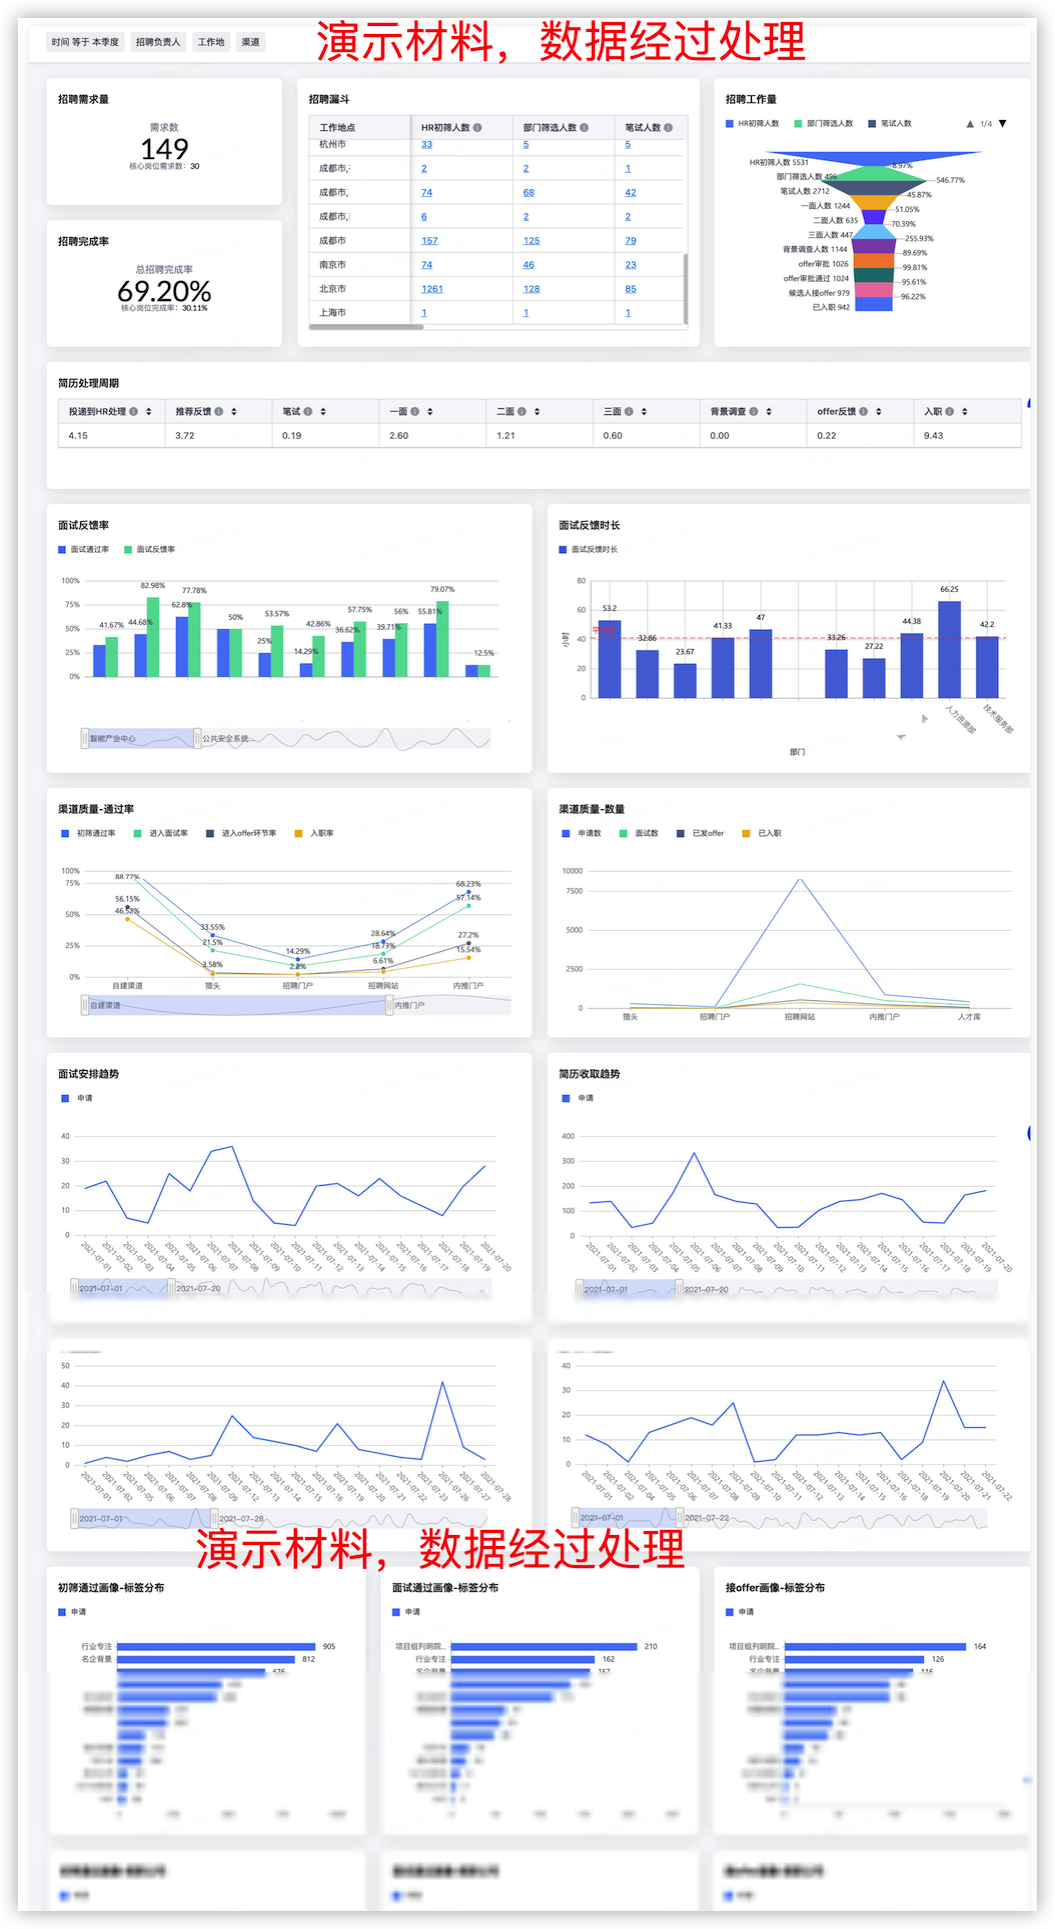 演示材料，数据经过处理
时间 等于 本季度 招聘负责人 工作地 渠道
招聘需求量
需求数
149
核心岗位需求数：30
招聘完成率
总招聘完成率
69.20%
核心岗位完成率：30.11%
招聘漏斗
工作地点 HR初筛人数 部门筛选人数 笔试人数
杭州市 33 5 5
成都市, 2 2 1
成都市, 74 68 42
成都市, 6 2 2
成都市 157 125 79
南京市 74 46 23
北京市 1261 128 85
上海市 1 1 1
招聘工作量
HR初筛人数 部门筛选人数 笔试人数 1/4
HR初筛人数 5531
8.97%
部门筛选人数 496
546.77%
笔试人数 2712
45.87%
一面人数 1244
51.05%
二面人数 635
70.39%
三面人数 447
255.93%
背景调查人数 1144
89.69%
offer审批 1026
99.81%
offer审批通过 1024
95.61%
候选人接offer 979
96.22%
已入职 942
简历处理周期
投递到HR处理 推荐反馈 笔试 一面 二面 三面 背景调查 offer反馈 入职
4.15 3.72 0.19 2.60 1.21 0.60 0.00 0.22 9.43
面试反馈率
面试通过率 面试反馈率
100%
75%
50%
25%
0%
41.67% 44.68% 82.98% 62.8% 77.78% 50% 25% 53.57% 14.29% 42.86% 36.62% 57.75% 39.71% 56% 55.81% 79.07% 12.5%
智能产业中心 公共安全系统...
面试反馈时长
面试反馈时长
小时
80
60
40
20
0
53.2 32.86 23.67 41.33 47 33.26 27.22 44.38 66.25 42.2
人力资源部 技术服务部
部门
渠道质量-通过率
初筛通过率 进入面试率 进入offer环节率 入职率
100%
75%
50%
25%
0%
88.77%
56.15%
46.52%
33.55%
21.5%
3.58%
14.29%
2.2%
28.64%
18.73%
6.61%
68.23%
57.14%
27.2%
15.54%
自建渠道 猎头 招聘门户 招聘网站 内推门户
自建渠道 内推门户
渠道质量-数量
申请数 面试数 已发offer 已入职
10000
7500
5000
2500
0
猎头 招聘门户 招聘网站 内推门户 人才库
面试安排趋势
申请
40
30
20
10
0
2021-07-01 2021-07-02 2021-07-03 2021-07-04 2021-07-05 2021-07-06 2021-07-07 2021-07-08 2021-07-09 2021-07-10 2021-07-11 2021-07-12 2021-07-13 2021-07-14 2021-07-15 2021-07-16 2021-07-17 2021-07-18 2021-07-19 2021-07-20
2021-07-01 2021-07-20
简历收取趋势
申请
400
300
200
100
0
2021-07-01 2021-07-02 2021-07-03 2021-07-04 2021-07-05 2021-07-06 2021-07-07 2021-07-08 2021-07-09 2021-07-10 2021-07-11 2021-07-12 2021-07-13 2021-07-14 2021-07-15 2021-07-16 2021-07-17 2021-07-18 2021-07-19 2021-07-20
2021-07-01 2021-07-20
50
40
30
20
10
0
2021-07-01 2021-07-02 2021-07-05 2021-07-06 2021-07-07 2021-07-08 2021-07-09 2021-07-12 2021-07-13 2021-07-14 2021-07-15 2021-07-16 2021-07-19 2021-07-20 2021-07-21 2021-07-22 2021-07-23 2021-07-26 2021-07-27 2021-07-28
2021-07-01 2021-07-28
40
30
20
10
0
2021-07-01 2021-07-02 2021-07-04 2021-07-05 2021-07-06 2021-07-07 2021-07-08 2021-07-09 2021-07-10 2021-07-11 2021-07-12 2021-07-13 2021-07-14 2021-07-15 2021-07-16 2021-07-18 2021-07-19 2021-07-20 2021-07-21 2021-07-22
2021-07-01 2021-07-22
演示材料，数据经过处理
初筛通过画像-标签分布
申请
行业专注 905
名企背景 812
676
面试通过画像-标签分布
申请
项目组列明院... 210
行业专注 162
名企背景 157
接offer画像-标签分布
申请
项目组列明院... 164
行业专注 126
名企背景 116